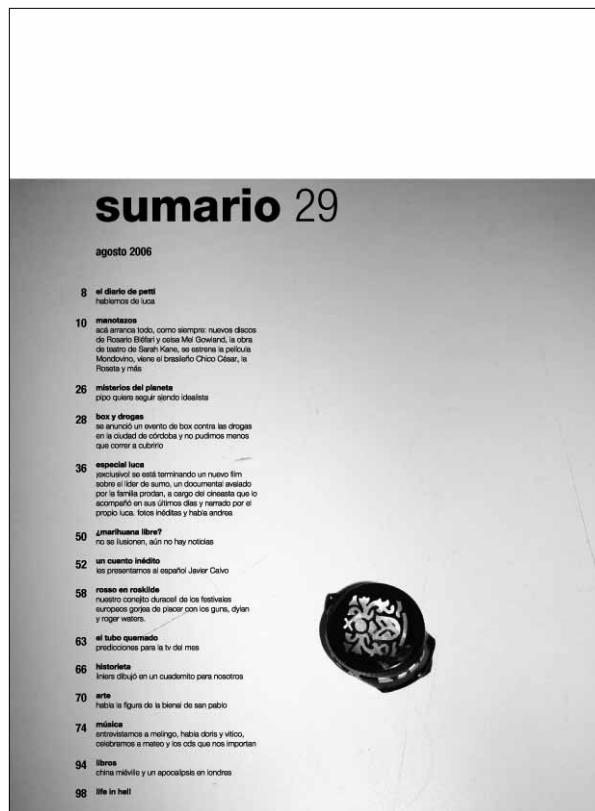 sumario 29
agosto 2006
8 el diario de petti
hablemos de luca
10 manotazos
acá arranca todo, como siempre: nuevos discos
de Rosario Bléfari y celsa Mel Gowland, la obra
de teatro de Sarah Kane, se estrena la película
Mondovino, viene el brasileño Chico César, la
Roseta y más
26 misterios del planeta
pipo quiere seguir siendo idealista
28 box y drogas
se anunció un evento de box contra las drogas
en la ciudad de córdoba y no pudimos menos
que correr a cubrirlo
36 especial luca
¡exclusivo! se está terminando un nuevo film
sobre el líder de sumo, un documental avalado
por la familia prodan, a cargo del cineasta que lo
acompañó en sus últimos días y narrado por el
propio luca. fotos inéditas y habla andrea
50 ¿marihuana libre?
no se ilusionen, aún no hay noticias
52 un cuento inédito
les presentamos al español Javier Calvo
58 rosso en roskilde
nuestro conejito duracell de los festivales
europeos gorjea de placer con los guns, dylan
y roger waters.
63 el tubo quemado
predicciones para la tv del mes
66 historieta
liniers dibujó en un cuadernito para nosotros
70 arte
habla la figura de la bienal de san pablo
74 música
entrevistamos a melingo, habla doris y vitico,
celebramos a mateo y los cds que nos importan
94 libros
china miéville y un apocalipsis en londres
98 life in hell